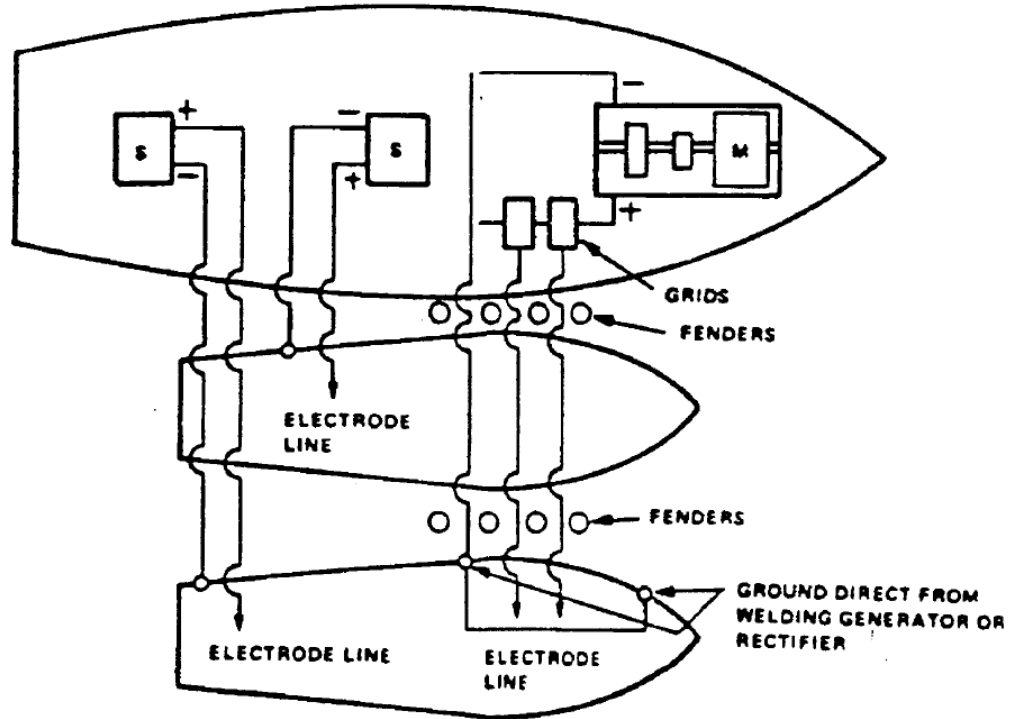 −
+
−
S
S
M
−
+
+
GRIDS
FENDERS
ELECTRODE
LINE
FENDERS
GROUND DIRECT FROM
WELDING GENERATOR OR
RECTIFIER
ELECTRODE LINE
ELECTRODE
LINE